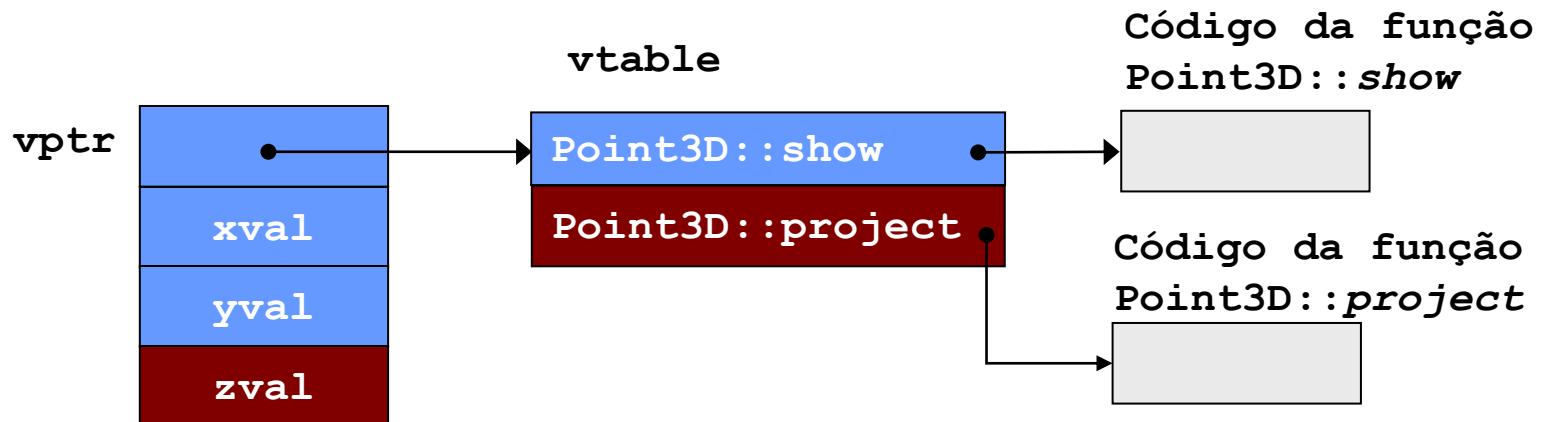 vptr
xval
yval
zval
vtable
Point3D::show
Point3D::project
Código da função
Point3D::show
Código da função
Point3D::project